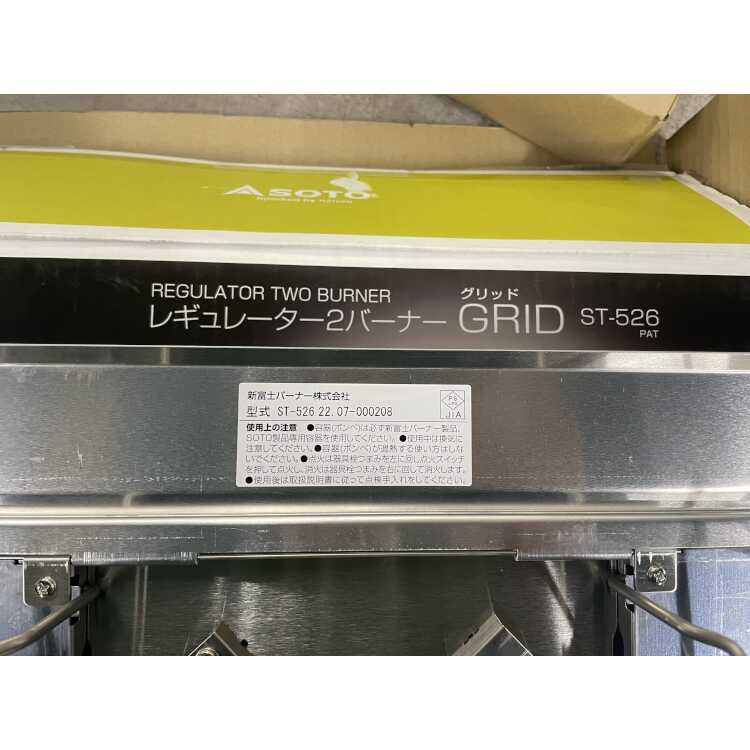 SOTO
REGULATOR TWO BURNER
グリッド
レギュレーター2バーナー GRID ST-526
PAT
新富士バーナー株式会社
型式 ST-526 22.07-000208
PS
JIA
使用上の注意 ●容器(ボンベ)は必ず新富士バーナー製品、
SOTO製品専用容器を使用してください。●使用中は換気に
注意してください。●容器(ボンベ)が過熱する使い方はしな
いでください。●点火は器具栓つまみを左に回し点火スイッチ
を押して点火し、消火は器具栓つまみを右に回して消火します。
●使用後は取扱説明書に従って点検手入れをしてください。